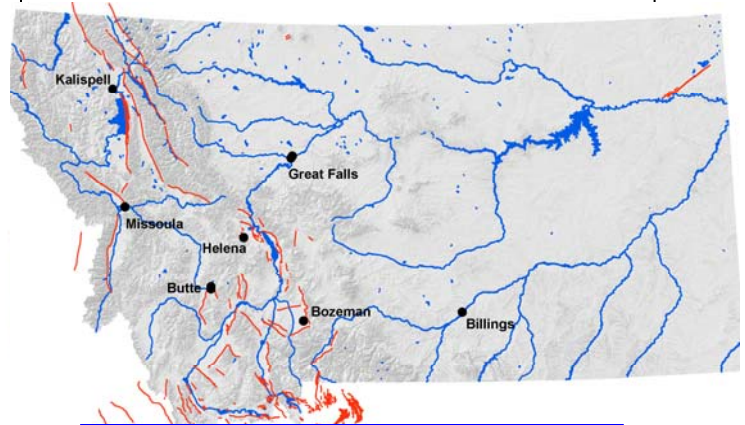 Kalispell
Great Falls
Missoula
Helena
Butte
Bozeman
Billings